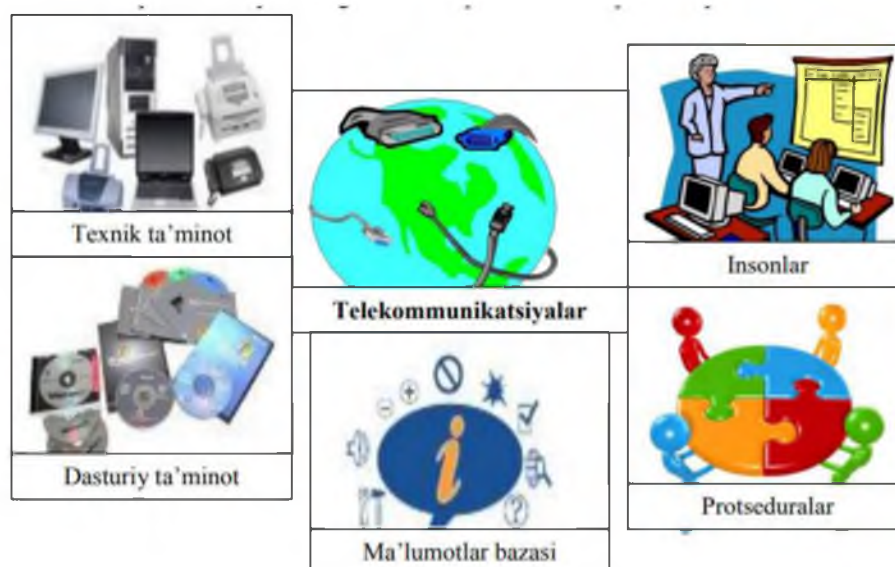 Texnik ta’minot
Telekommunikatsiyalar
Insonlar
Dasturiy ta’minot
Ma’lumotlar bazasi
Protseduralar